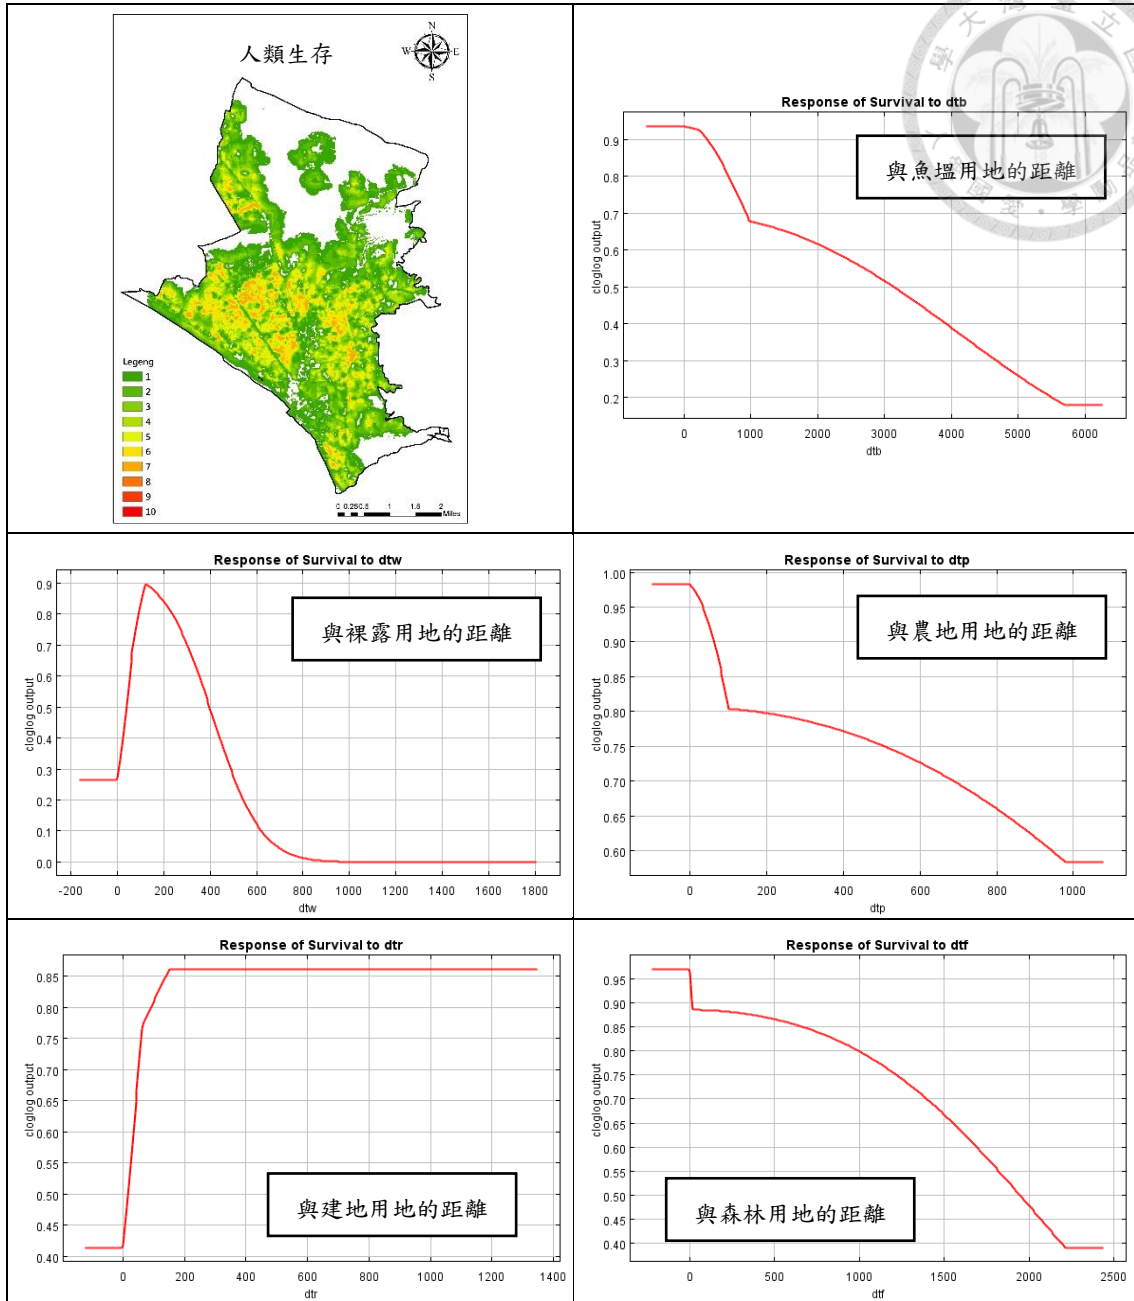 人類生存
N
W
E
S
Legeng
1
2
3
4
5
6
7
8
9
10
0 0.25 0.5 1 1.5 2
Miles
Response of Survival to dtb
與魚塭用地的距離
cloglog output
0.9
0.8
0.7
0.6
0.5
0.4
0.3
0.2
0 1000 2000 3000 4000 5000 6000
dtb
Response of Survival to dtw
與裸露用地的距離
cloglog output
0.9
0.8
0.7
0.6
0.5
0.4
0.3
0.2
0.1
0.0
-200 0 200 400 600 800 1000 1200 1400 1600 1800
dtw
Response of Survival to dtp
與農地用地的距離
cloglog output
1.00
0.95
0.90
0.85
0.80
0.75
0.70
0.65
0.60
0 200 400 600 800 1000
dtp
Response of Survival to dtr
與建地用地的距離
cloglog output
0.85
0.80
0.75
0.70
0.65
0.60
0.55
0.50
0.45
0.40
0 200 400 600 800 1000 1200 1400
dtr
Response of Survival to dtf
與森林用地的距離
cloglog output
0.95
0.90
0.85
0.80
0.75
0.70
0.65
0.60
0.55
0.50
0.45
0.40
0 500 1000 1500 2000 2500
dtf